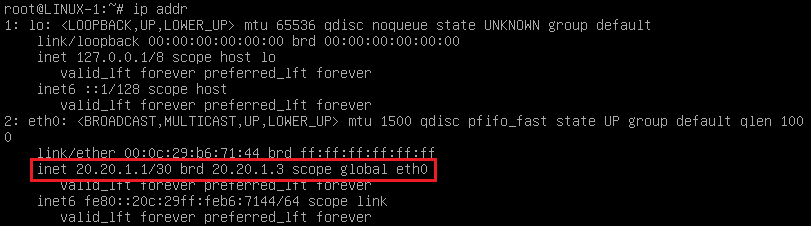 root@LINUX-1:~# ip addr
1: lo: <LOOPBACK,UP,LOWER_UP> mtu 65536 qdisc noqueue state UNKNOWN group default
link/loopback 00:00:00:00:00:00 brd 00:00:00:00:00:00
inet 127.0.0.1/8 scope host lo
valid_lft forever preferred_lft forever
inet6 ::1/128 scope host
valid_lft forever preferred_lft forever
2: eth0: <BROADCAST,MULTICAST,UP,LOWER_UP> mtu 1500 qdisc pfifo_fast state UP group default qlen 100
0
link/ether 00:0c:29:b6:71:44 brd ff:ff:ff:ff:ff:ff
inet 20.20.1.1/30 brd 20.20.1.3 scope global eth0
valid_lft forever preferred_lft forever
inet6 fe80::20c:29ff:feb6:7144/64 scope link
valid_lft forever preferred_lft forever